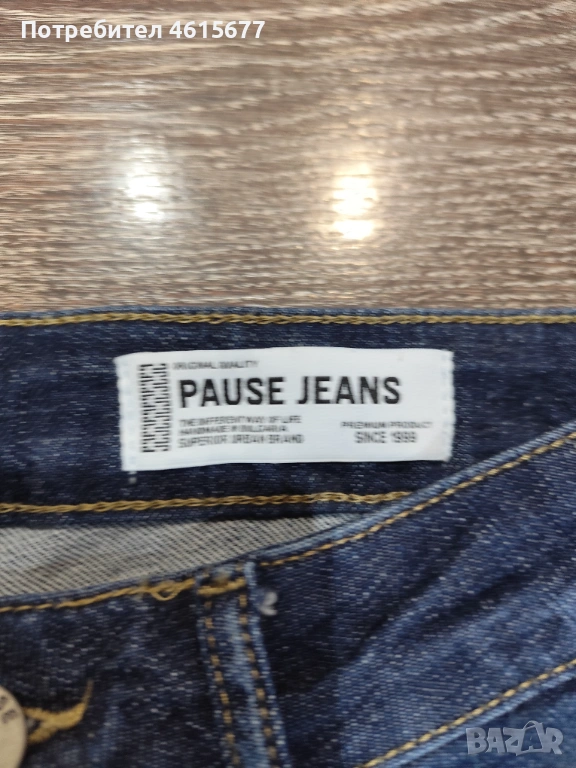 Потребител 4615677
ORIGINAL QUALITY
PAUSE JEANS
THE DIFFERENT WAY OF LIFE
HANDMADE IN BULGARIA
SUPERIOR URBAN BRAND
PREMIUM PRODUCT
SINCE 1999
BAZAR